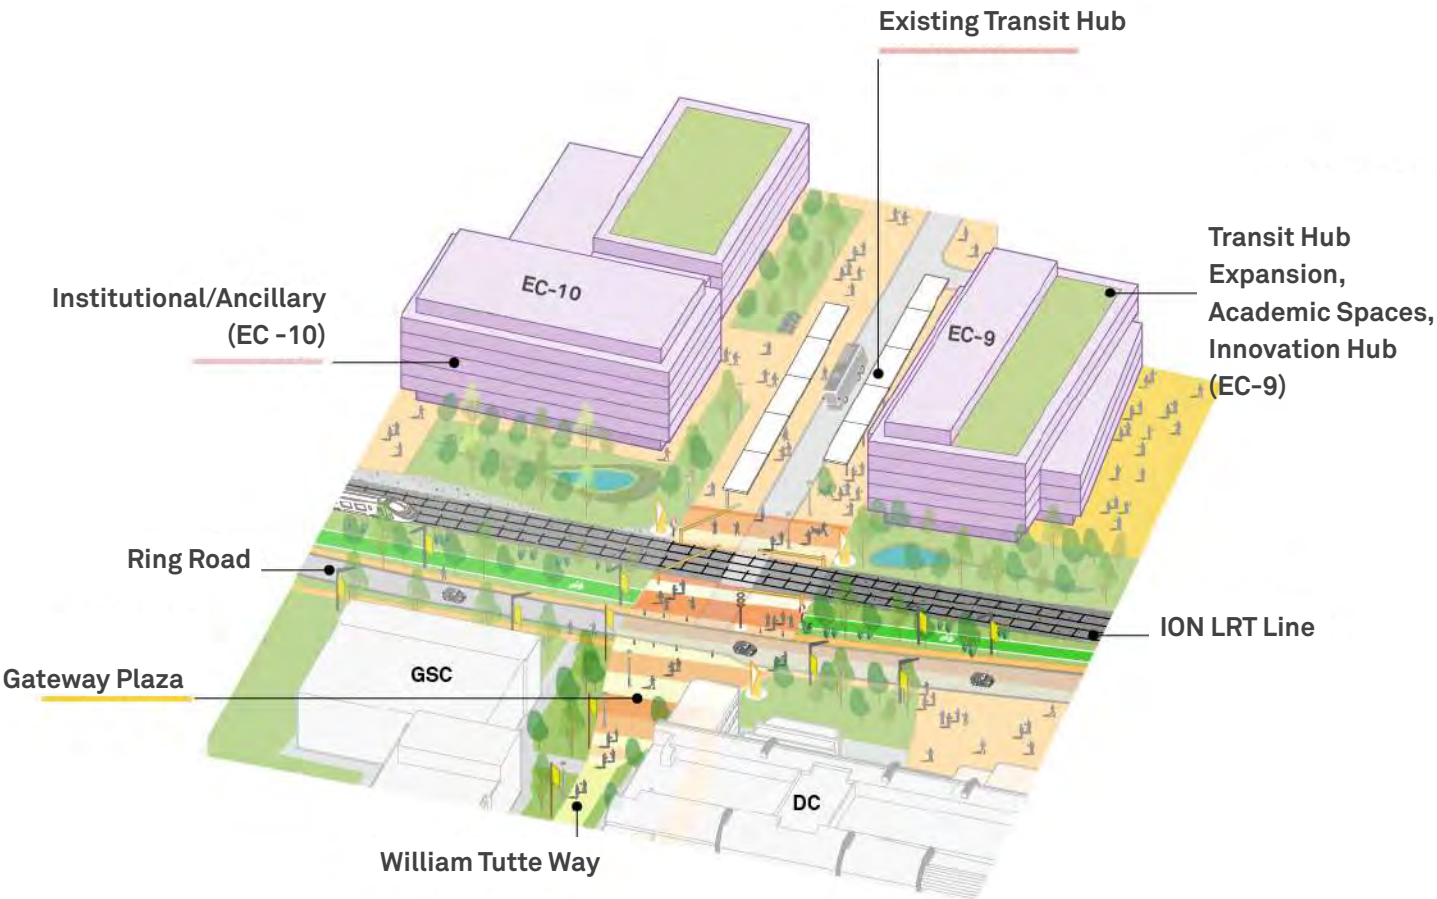 Existing Transit Hub
Transit Hub
Expansion,
Academic Spaces,
Innovation Hub
(EC-9)
EC-10
Institutional/Ancillary
(EC -10)
EC-9
Ring Road
ION LRT Line
GSC
Gateway Plaza
DC
William Tutte Way